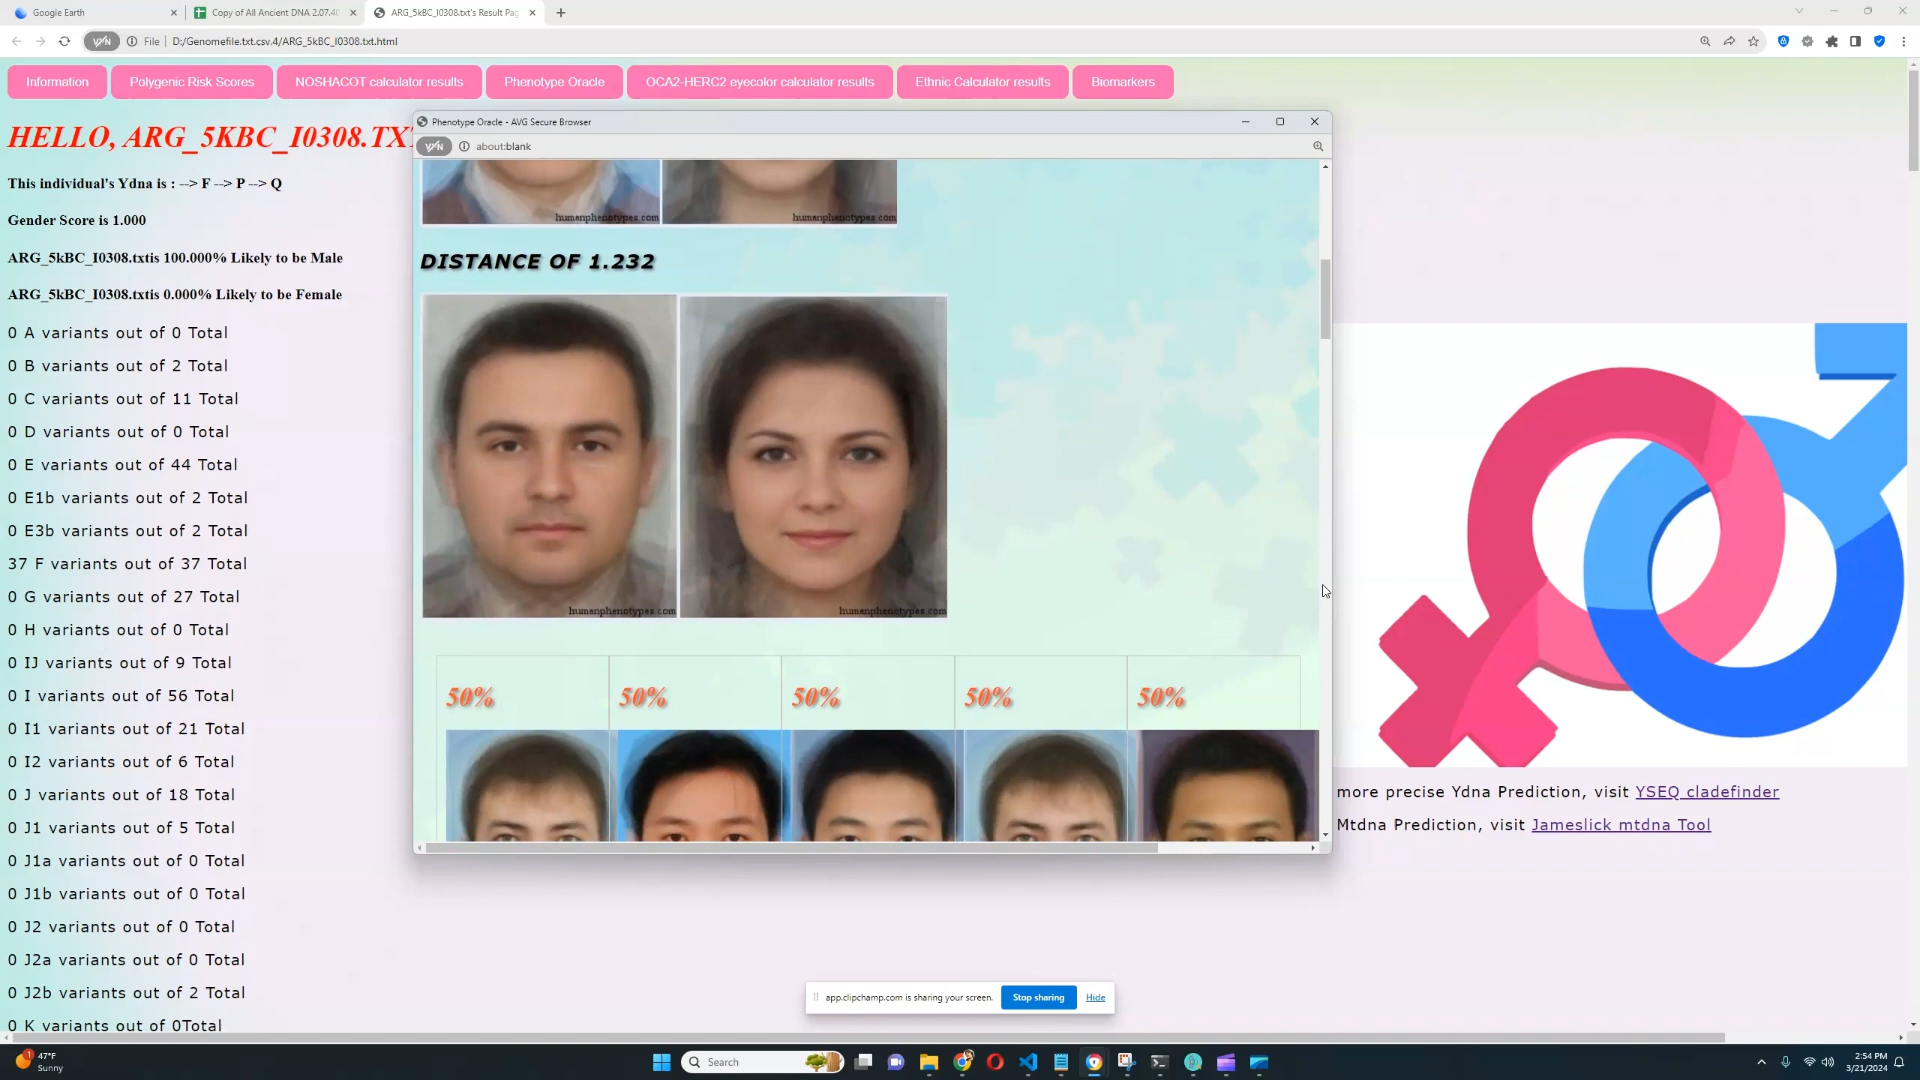 Google Earth
Copy of All Ancient DNA 2.07.40
ARG_5kBC_I0308.txt's Result Pag
File
D:/Genomefile.txt.csv.4/ARG_5kBC_I0308.txt.html
Information
Polygenic Risk Scores
NOSHACOT calculator results
Phenotype Oracle
OCA2-HERC2 eyecolor calculator results
Ethnic Calculator results
Biomarkers
HELLO, ARG_5KBC_I0308.TXT
This individual's Ydna is : --> F --> P --> Q
Gender Score is 1.000
ARG_5kBC_I0308.txtis 100.000% Likely to be Male
ARG_5kBC_I0308.txtis 0.000% Likely to be Female
0 A variants out of 0 Total
0 B variants out of 2 Total
0 C variants out of 11 Total
0 D variants out of 0 Total
0 E variants out of 44 Total
0 E1b variants out of 2 Total
0 E3b variants out of 2 Total
37 F variants out of 37 Total
0 G variants out of 27 Total
0 H variants out of 0 Total
0 IJ variants out of 9 Total
0 I variants out of 56 Total
0 I1 variants out of 21 Total
0 I2 variants out of 6 Total
0 J variants out of 18 Total
0 J1 variants out of 5 Total
0 J1a variants out of 0 Total
0 J1b variants out of 0 Total
0 J2 variants out of 0 Total
0 J2a variants out of 0 Total
0 J2b variants out of 2 Total
0 K variants out of 0Total
Phenotype Oracle - AVG Secure Browser
VPN
about:blank
humanphenotypes.com
humanphenotypes.com
DISTANCE OF 1.232
humanphenotypes.com
humanphenotypes.com
50%
50%
50%
50%
50%
more precise Ydna Prediction, visit YSEQ cladefinder
Mtdna Prediction, visit Jameslick mtdna Tool
app.clipchamp.com is sharing your screen.
Stop sharing
Hide
1
47°F
Sunny
Search
2:54 PM
3/21/2024